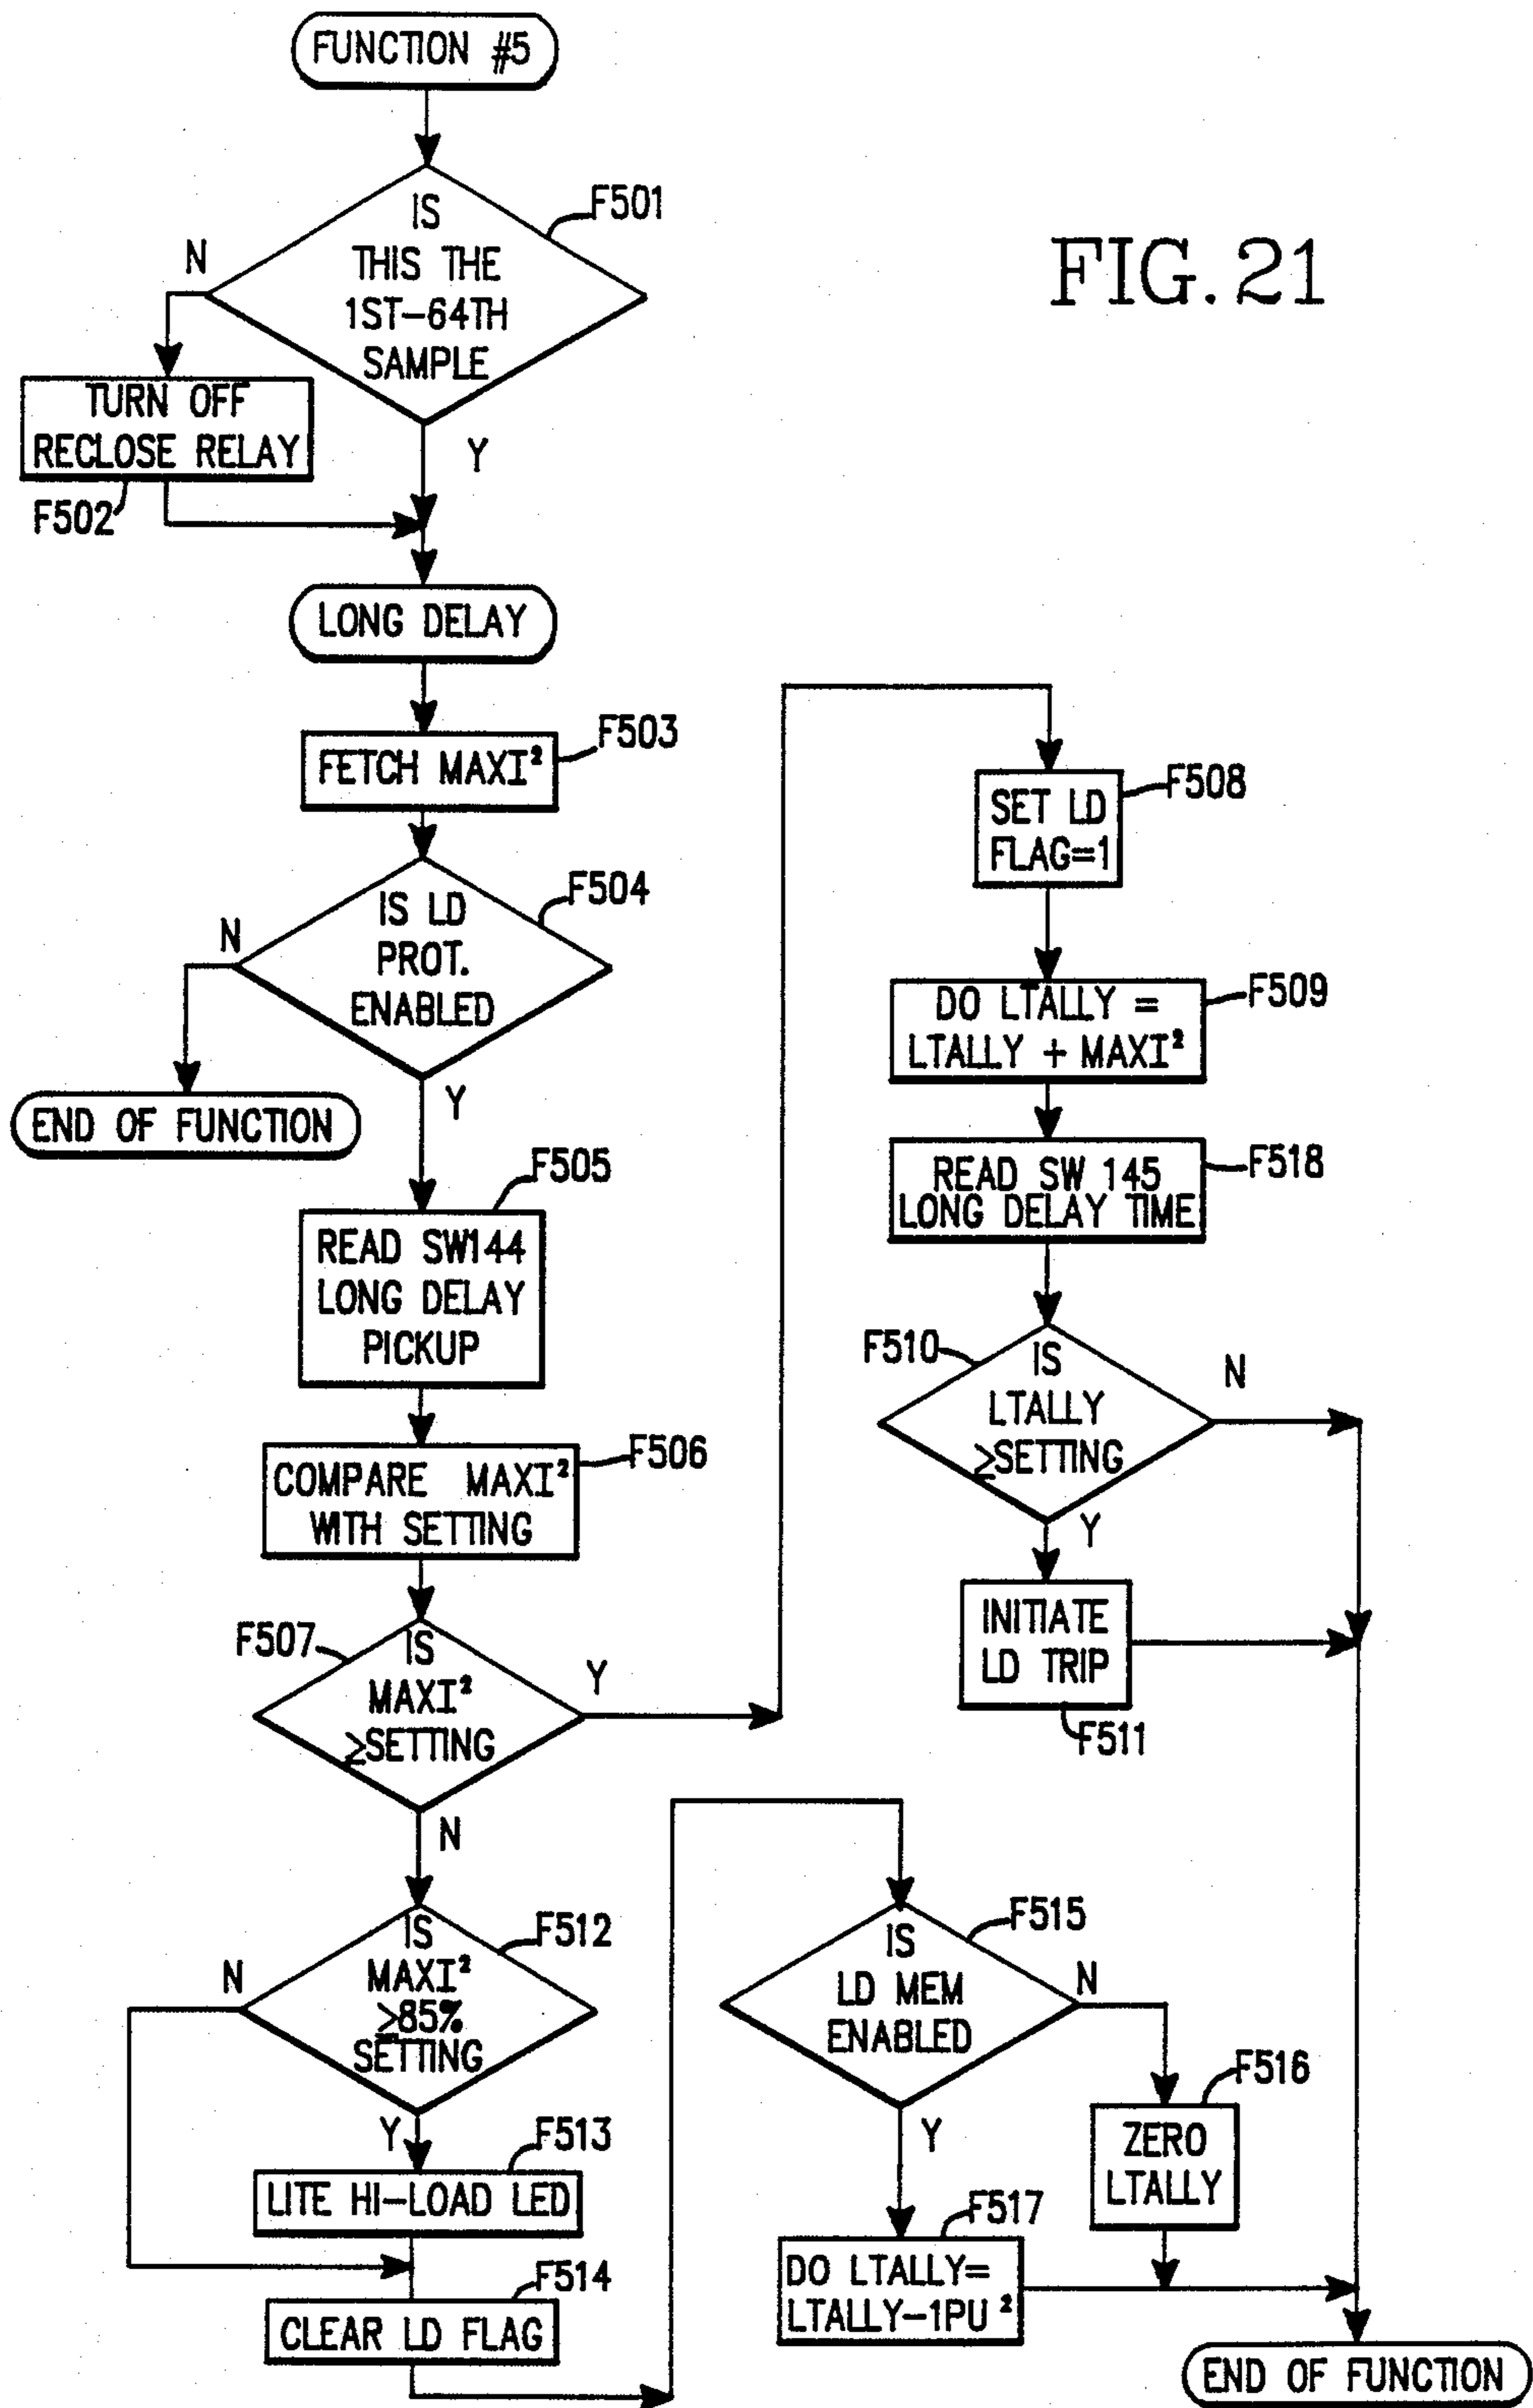 FUNCTION #5
F501
IS
THIS THE
1ST-64TH
SAMPLE
N
Y
TURN OFF
RECLOSE RELAY
F502
FIG. 21
LONG DELAY
F503
FETCH MAXI²
F504
IS LD
PROT.
ENABLED
N
Y
END OF FUNCTION
F505
READ SW144
LONG DELAY
PICKUP
F506
COMPARE MAXI²
WITH SETTING
F507
IS
MAXI²
≥SETTING
Y
N
F508
SET LD
FLAG=1
F509
DO LTALLY =
LTALLY + MAXI²
F518
READ SW 145
LONG DELAY TIME
F510
IS
LTALLY
≥SETTING
N
Y
INITIATE
LD TRIP
F511
F512
IS
MAXI²
≥85%
SETTING
N
Y
F513
LITE HI-LOAD LED
F514
CLEAR LD FLAG
F515
IS
LD MEM
ENABLED
N
Y
F516
ZERO
LTALLY
F517
DO LTALLY=
LTALLY-1PU²
END OF FUNCTION